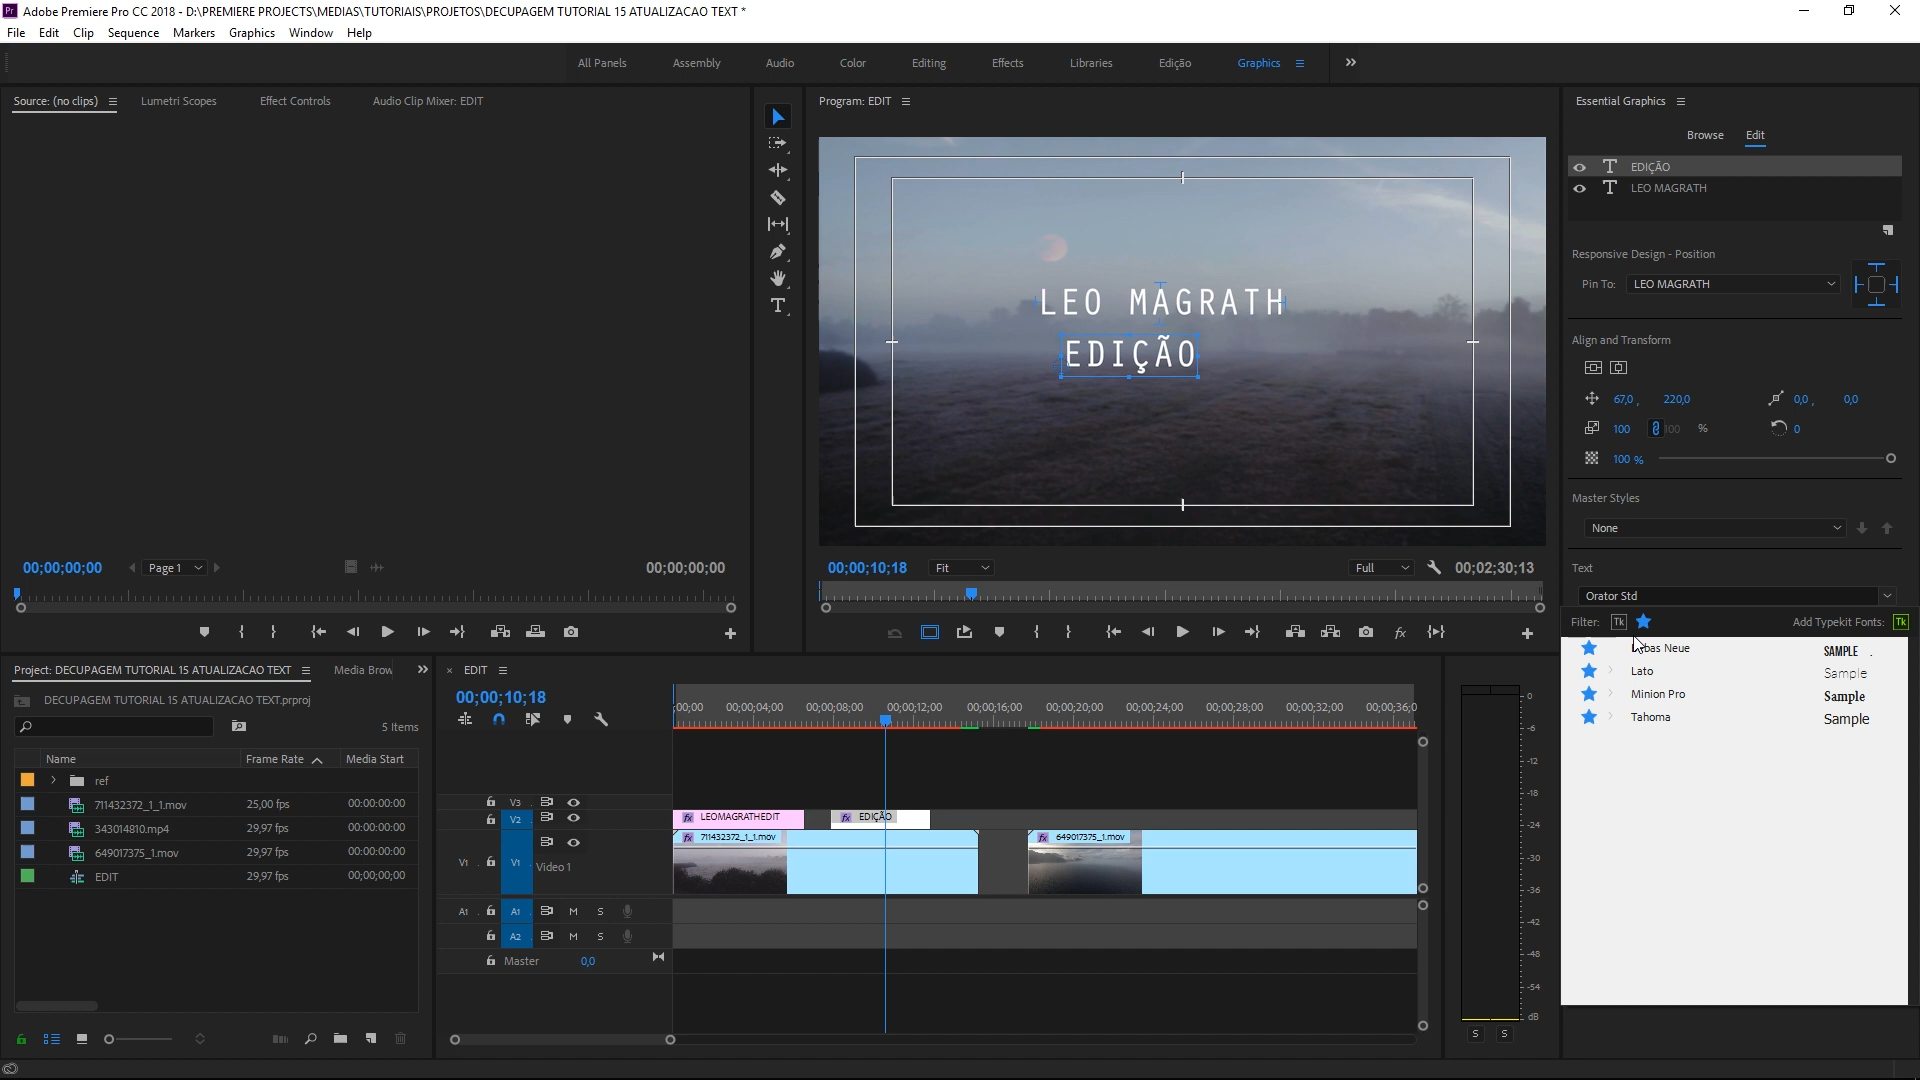 Adobe Premiere Pro CC 2018 - D:\PREMIERE PROJECTS\MEDIAS\TUTORIAIS\PROJETOS\DECUPAGEM TUTORIAL 15 ATUALIZACAO TEXT *
File Edit Clip Sequence Markers Graphics Window Help
All Panels Assembly Audio Color Editing Effects Libraries Edição Graphics
Source: (no clips) Lumetri Scopes Effect Controls Audio Clip Mixer: EDIT
Program: EDIT
Essential Graphics
Browse Edit
EDIÇÃO
LEO MAGRATH
Responsive Design - Position
Pin To: LEO MAGRATH
LEO MAGRATH
EDIÇÃO
Align and Transform
67,0 , 220,0 0,0 , 0,0
100 100 % 0
100 %
Master Styles
None
Text
Orator Std
00;00;00;00 Page 1 00;00;00;00
00;00;10;18 Fit Full 00;02;30;13
Filter: Tk Add Typekit Fonts: Tk
bas Neue SAMPLE
Lato Sample
Minion Pro Sample
Tahoma Sample
Project: DECUPAGEM TUTORIAL 15 ATUALIZACAO TEXT Media Brow
DECUPAGEM TUTORIAL 15 ATUALIZACAO TEXT.prproj
5 Items
Name Frame Rate Media Start
ref
711432372_1_1.mov 25,00 fps 00:00:00:00
343014810.mp4 29,97 fps 00:00:00:00
649017375_1.mov 29,97 fps 00:00:00:00
EDIT 29,97 fps 00;00;00;00
× EDIT
00;00;10;18
;00;00 00;00;04;00 00;00;08;00 00;00;12;00 00;00;16;00 00;00;20;00 00;00;24;00 00;00;28;00 00;00;32;00 00;00;36;0
V3
V2 fx LEOMAGRATHEDIT fx EDIÇÃO
fx 711432372_1_1.mov fx 649017375_1.mov
V1 V1 Video 1
A1 A1 M S
A2 M S
Master 0,0
0
-6
-12
-18
-24
-30
-36
-42
-48
-54
dB
S S